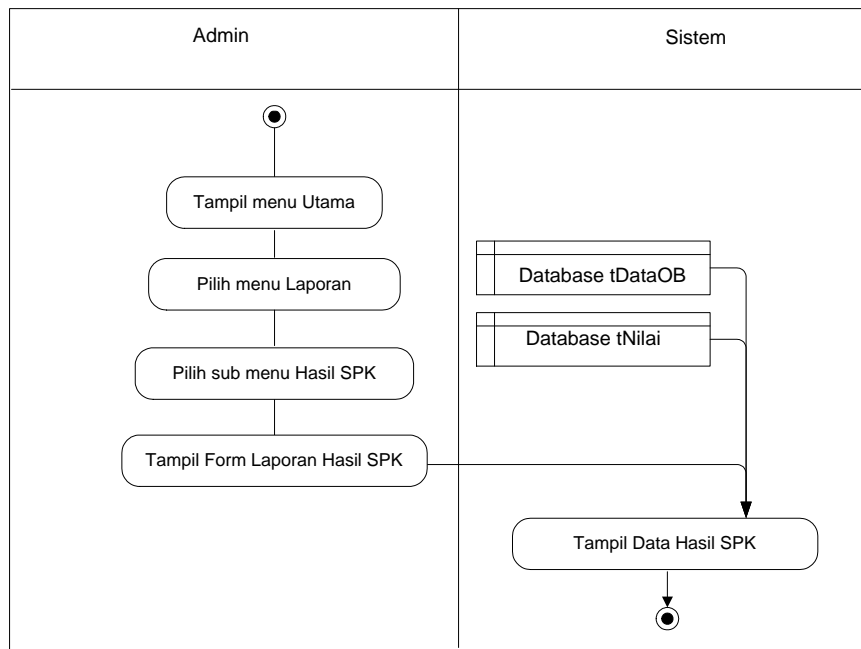 Admin
Sistem
Tampil menu Utama
Pilih menu Laporan
Pilih sub menu Hasil SPK
Tampil Form Laporan Hasil SPK
Database tDataOB
Database tNilai
Tampil Data Hasil SPK